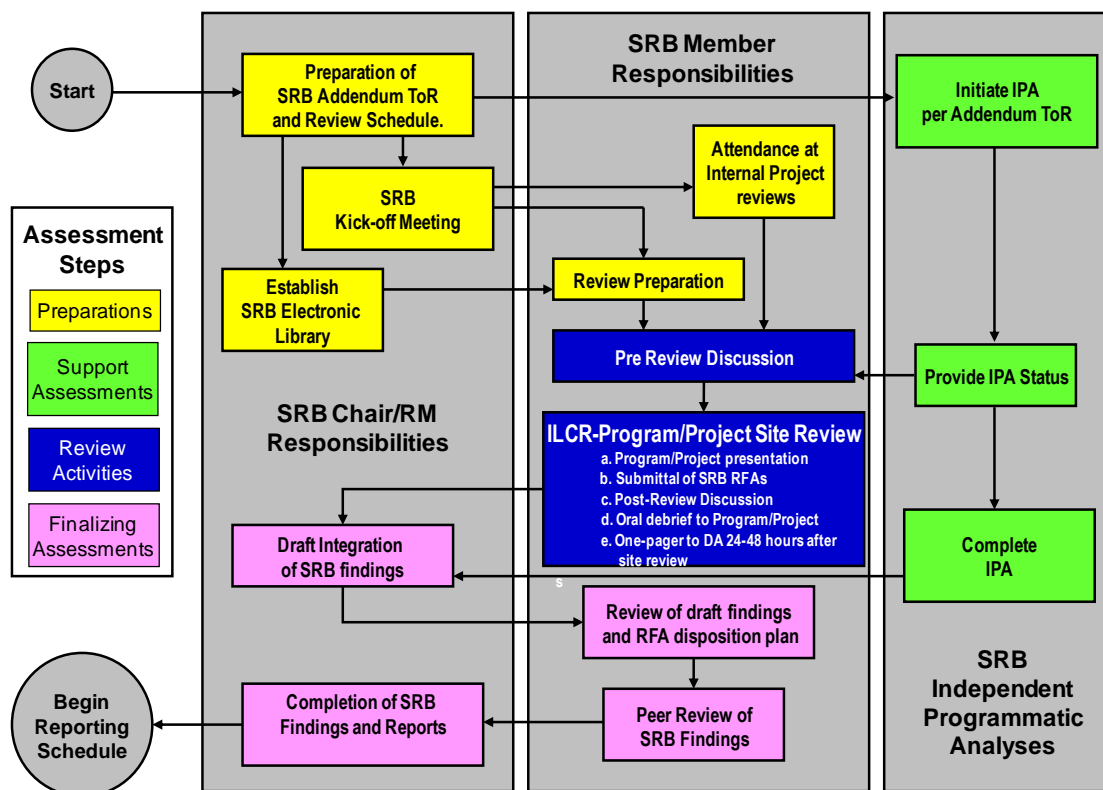 Start
Preparation of
SRB Addendum ToR
and Review Schedule.
SRB Member
Responsibilities
Initiate IPA
per Addendum ToR
Attendance at
Internal Project
reviews
SRB
Kick-off Meeting
Assessment
Steps
Preparations
Support
Assessments
Review
Activities
Finalizing
Assessments
Establish
SRB Electronic
Library
Review Preparation
Pre Review Discussion
Provide IPA Status
SRB Chair/RM
Responsibilities
ILCR-Program/Project Site Review
a. Program/Project presentation
b. Submittal of SRB RFAs
c. Post-Review Discussion
d. Oral debrief to Program/Project
e. One-pager to DA 24-48 hours after
site review
s
Draft Integration
of SRB findings
Complete
IPA
Review of draft findings
and RFA disposition plan
Begin
Reporting
Schedule
Completion of SRB
Findings and Reports
Peer Review of
SRB Findings
SRB
Independent
Programmatic
Analyses